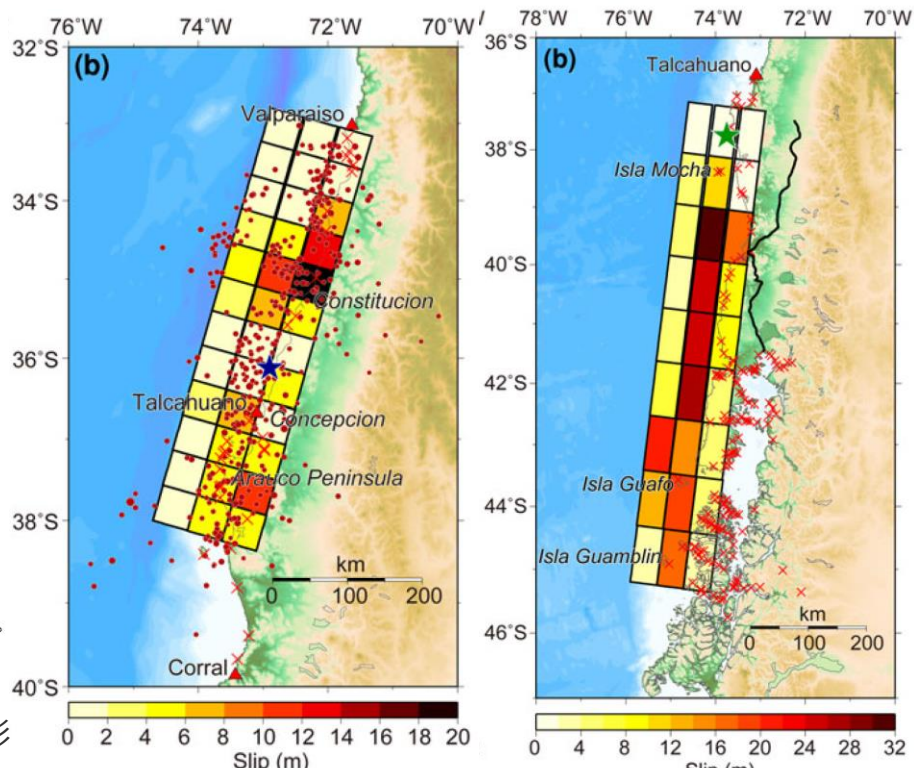 76°W 74°W 72°W 70°W
32°S
(b)
Valparaiso
34°S
Constitucion
36°S
Talcahuano
Concepcion
Arauco Peninsula
38°S
km
0 100 200
Corral
40°S
0 2 4 6 8 10 12 14 16 18 20
Slip (m)
78°W 76°W 74°W 72°W 70°W
36°S
(b)
Talcahuano
38°S
Isla Mocha
40°S
42°S
Isla Guafo
44°S
Isla Guamblin
km
0 100 200
46°S
0 4 8 12 16 20 24 28 32
Slip (m)